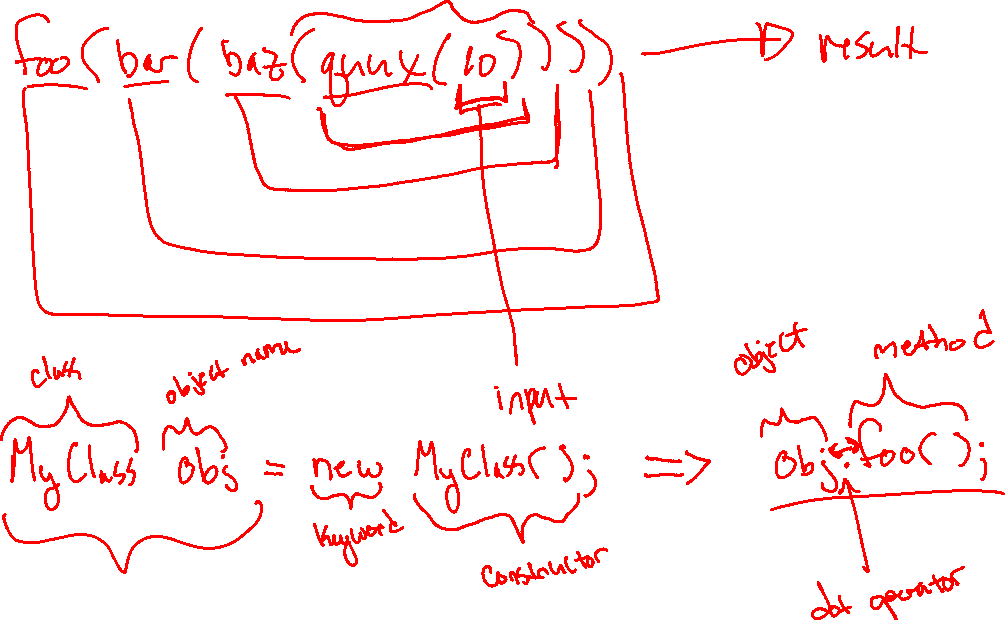 foo(bar(baz(quux(10)))) → result
input
class
object name
object
method
MyClass obj = new MyClass(); ⇒ obj.foo();
keyword
constructor
dot operator